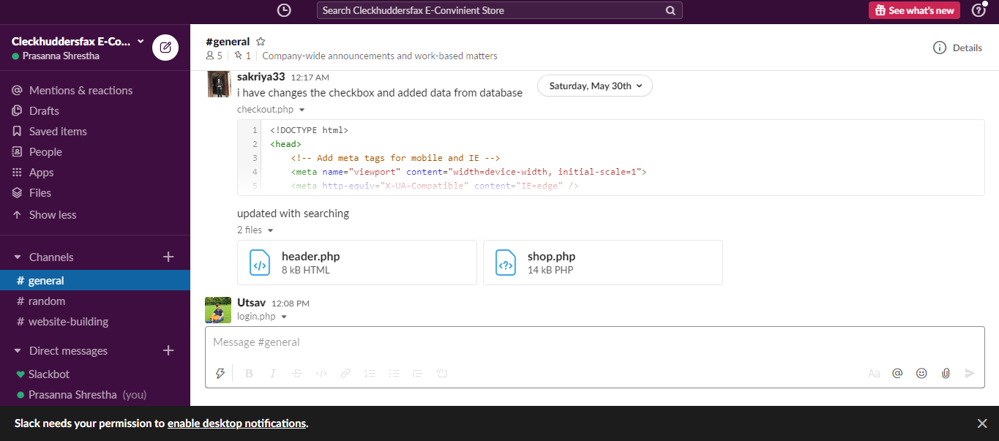 Search Cleckhuddersfax E-Convinient Store
See what's new
Cleckhuddersfax E-Co...
Prasanna Shrestha
Mentions & reactions
Drafts
Saved items
People
Apps
Files
Show less
Channels
# general
# random
# website-building
Direct messages
Slackbot
Prasanna Shrestha (you)
#general
5 | 1 | Company-wide announcements and work-based matters
Details
sakriya33 12:17 AM
Saturday, May 30th
i have changes the checkbox and added data from database
checkout.php
1 <!DOCTYPE html>
2 <head>
3 <!-- Add meta tags for mobile and IE -->
4 <meta name="viewport" content="width=device-width, initial-scale=1">
5 <meta http-equiv="X-UA-Compatible" content="IE=edge" />
updated with searching
2 files
header.php
8 kB HTML
shop.php
14 kB PHP
Utsav 12:08 PM
login.php
Message #general
B I S </> Aa @
Slack needs your permission to enable desktop notifications.